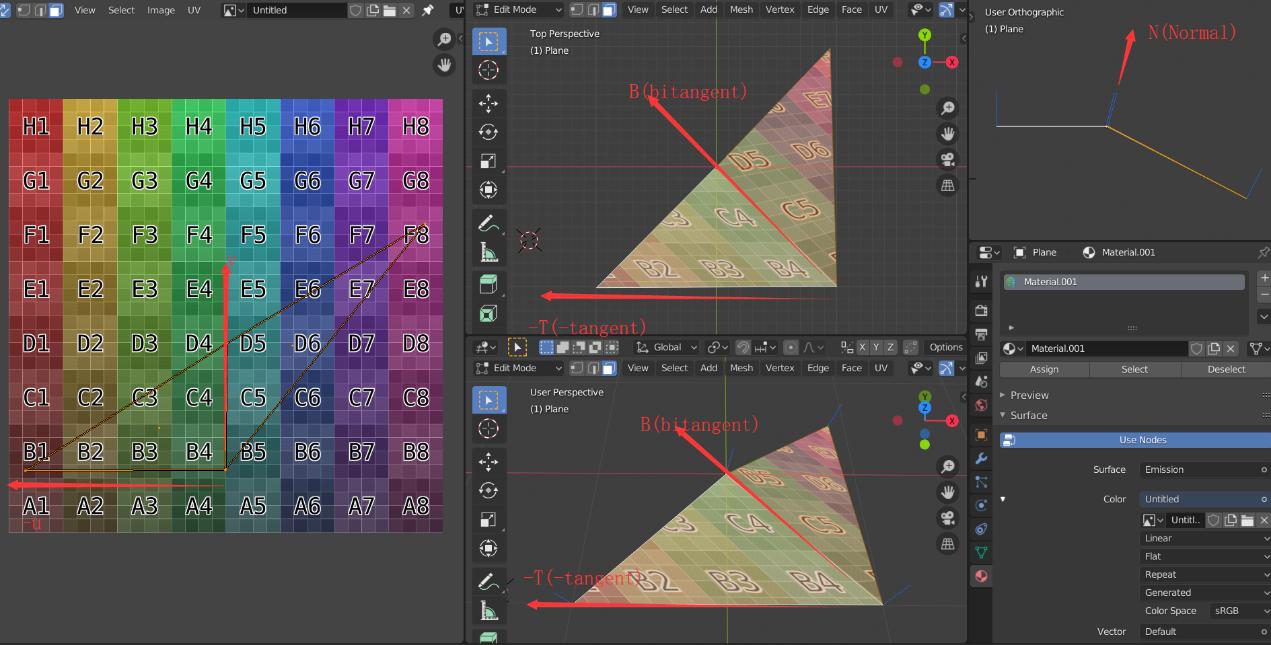 View Select Image UV Untitled
H1 H2 H3 H4 H5 H6 H7 H8
G1 G2 G3 G4 G5 G6 G7 G8
F1 F2 F3 F4 F5 F6 F7 F8
E1 E2 E3 E4 E5 E6 E7 E8
D1 D2 D3 D4 D5 D6 D7 D8
C1 C2 C3 C4 C5 C6 C7 C8
B1 B2 B3 B4 B5 B6 B7 B8
A1 A2 A3 A4 A5 A6 A7 A8
-u
Edit Mode View Select Add Mesh Vertex Edge Face UV
Top Perspective
(1) Plane
B(bitangent)
Y
Z X
E7
D5 D6
C3 C4 C5
B2 B3 B4
-T(-tangent)
Global X Y Z Options
Edit Mode View Select Add Mesh Vertex Edge Face UV
User Perspective
(1) Plane
B(bitangent)
Y
Z X
D5 D6
C3 C4 C5
-T(-tangent)
B2 B3 B4
User Orthographic
(1) Plane
N(Normal)
Plane Material.001
Material.001
Material.001
Assign Select Deselect
Preview
Surface
Use Nodes
Surface Emission
Color Untitled
Untitl..
Linear
Flat
Repeat
Generated
Color Space sRGB
Vector Default